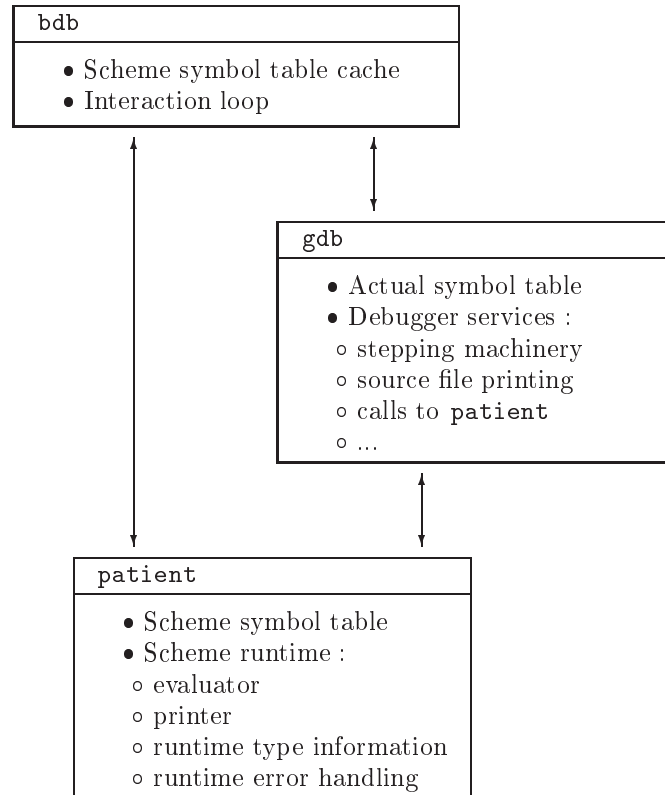 bdb
• Scheme symbol table cache
• Interaction loop
gdb
• Actual symbol table
• Debugger services :
◦ stepping machinery
◦ source file printing
◦ calls to patient
◦ ...
patient
• Scheme symbol table
• Scheme runtime :
◦ evaluator
◦ printer
◦ runtime type information
◦ runtime error handling